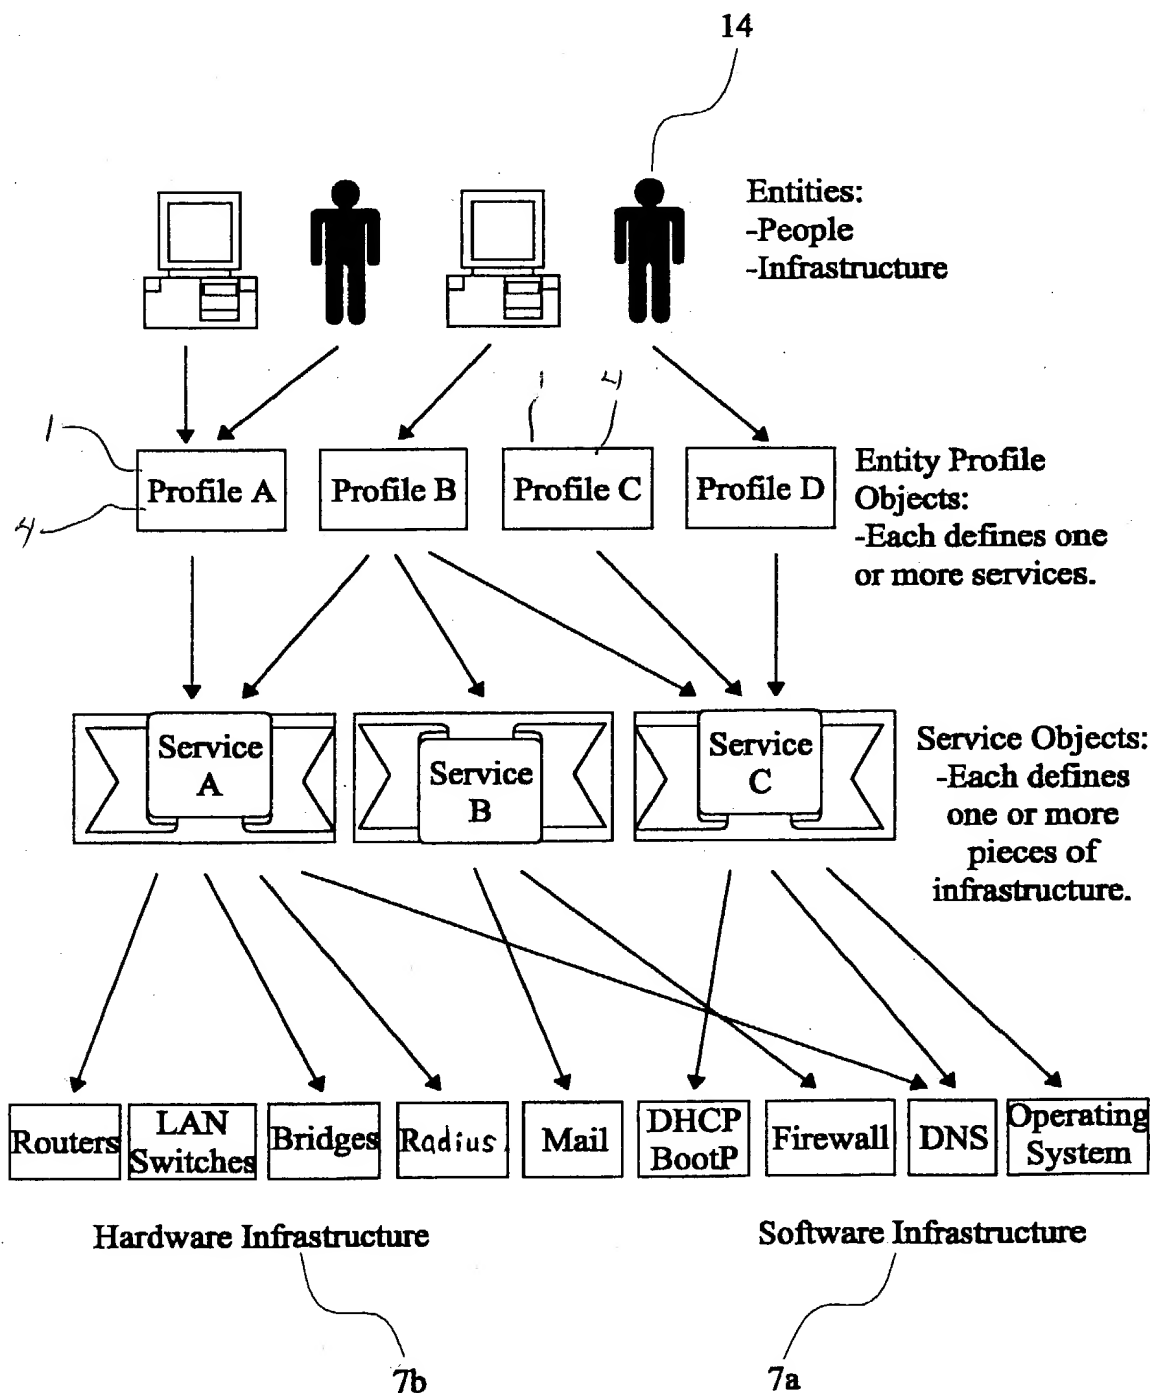 14
Entities:
-People
-Infrastructure
1
1
4
Profile A
Profile B
Profile C
Profile D
4
Entity Profile
Objects:
-Each defines one
or more services.
Service
A
Service
B
Service
C
Service Objects:
-Each defines
one or more
pieces of
infrastructure.
Routers
LAN
Switches
Bridges
Radius
Mail
DHCP
BootP
Firewall
DNS
Operating
System
Hardware Infrastructure
Software Infrastructure
7b
7a